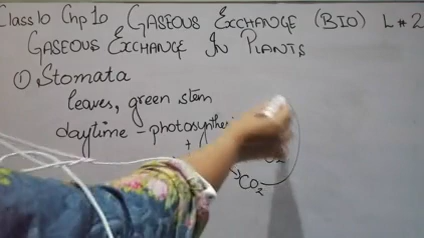 Class 10 Chp 10 GASEOUS EXCHANGE (BIO) L # 2
GASEOUS EXCHANGE IN PLANTS
① Stomata
leaves, green stem
daytime - photosynthesi
+
CO₂